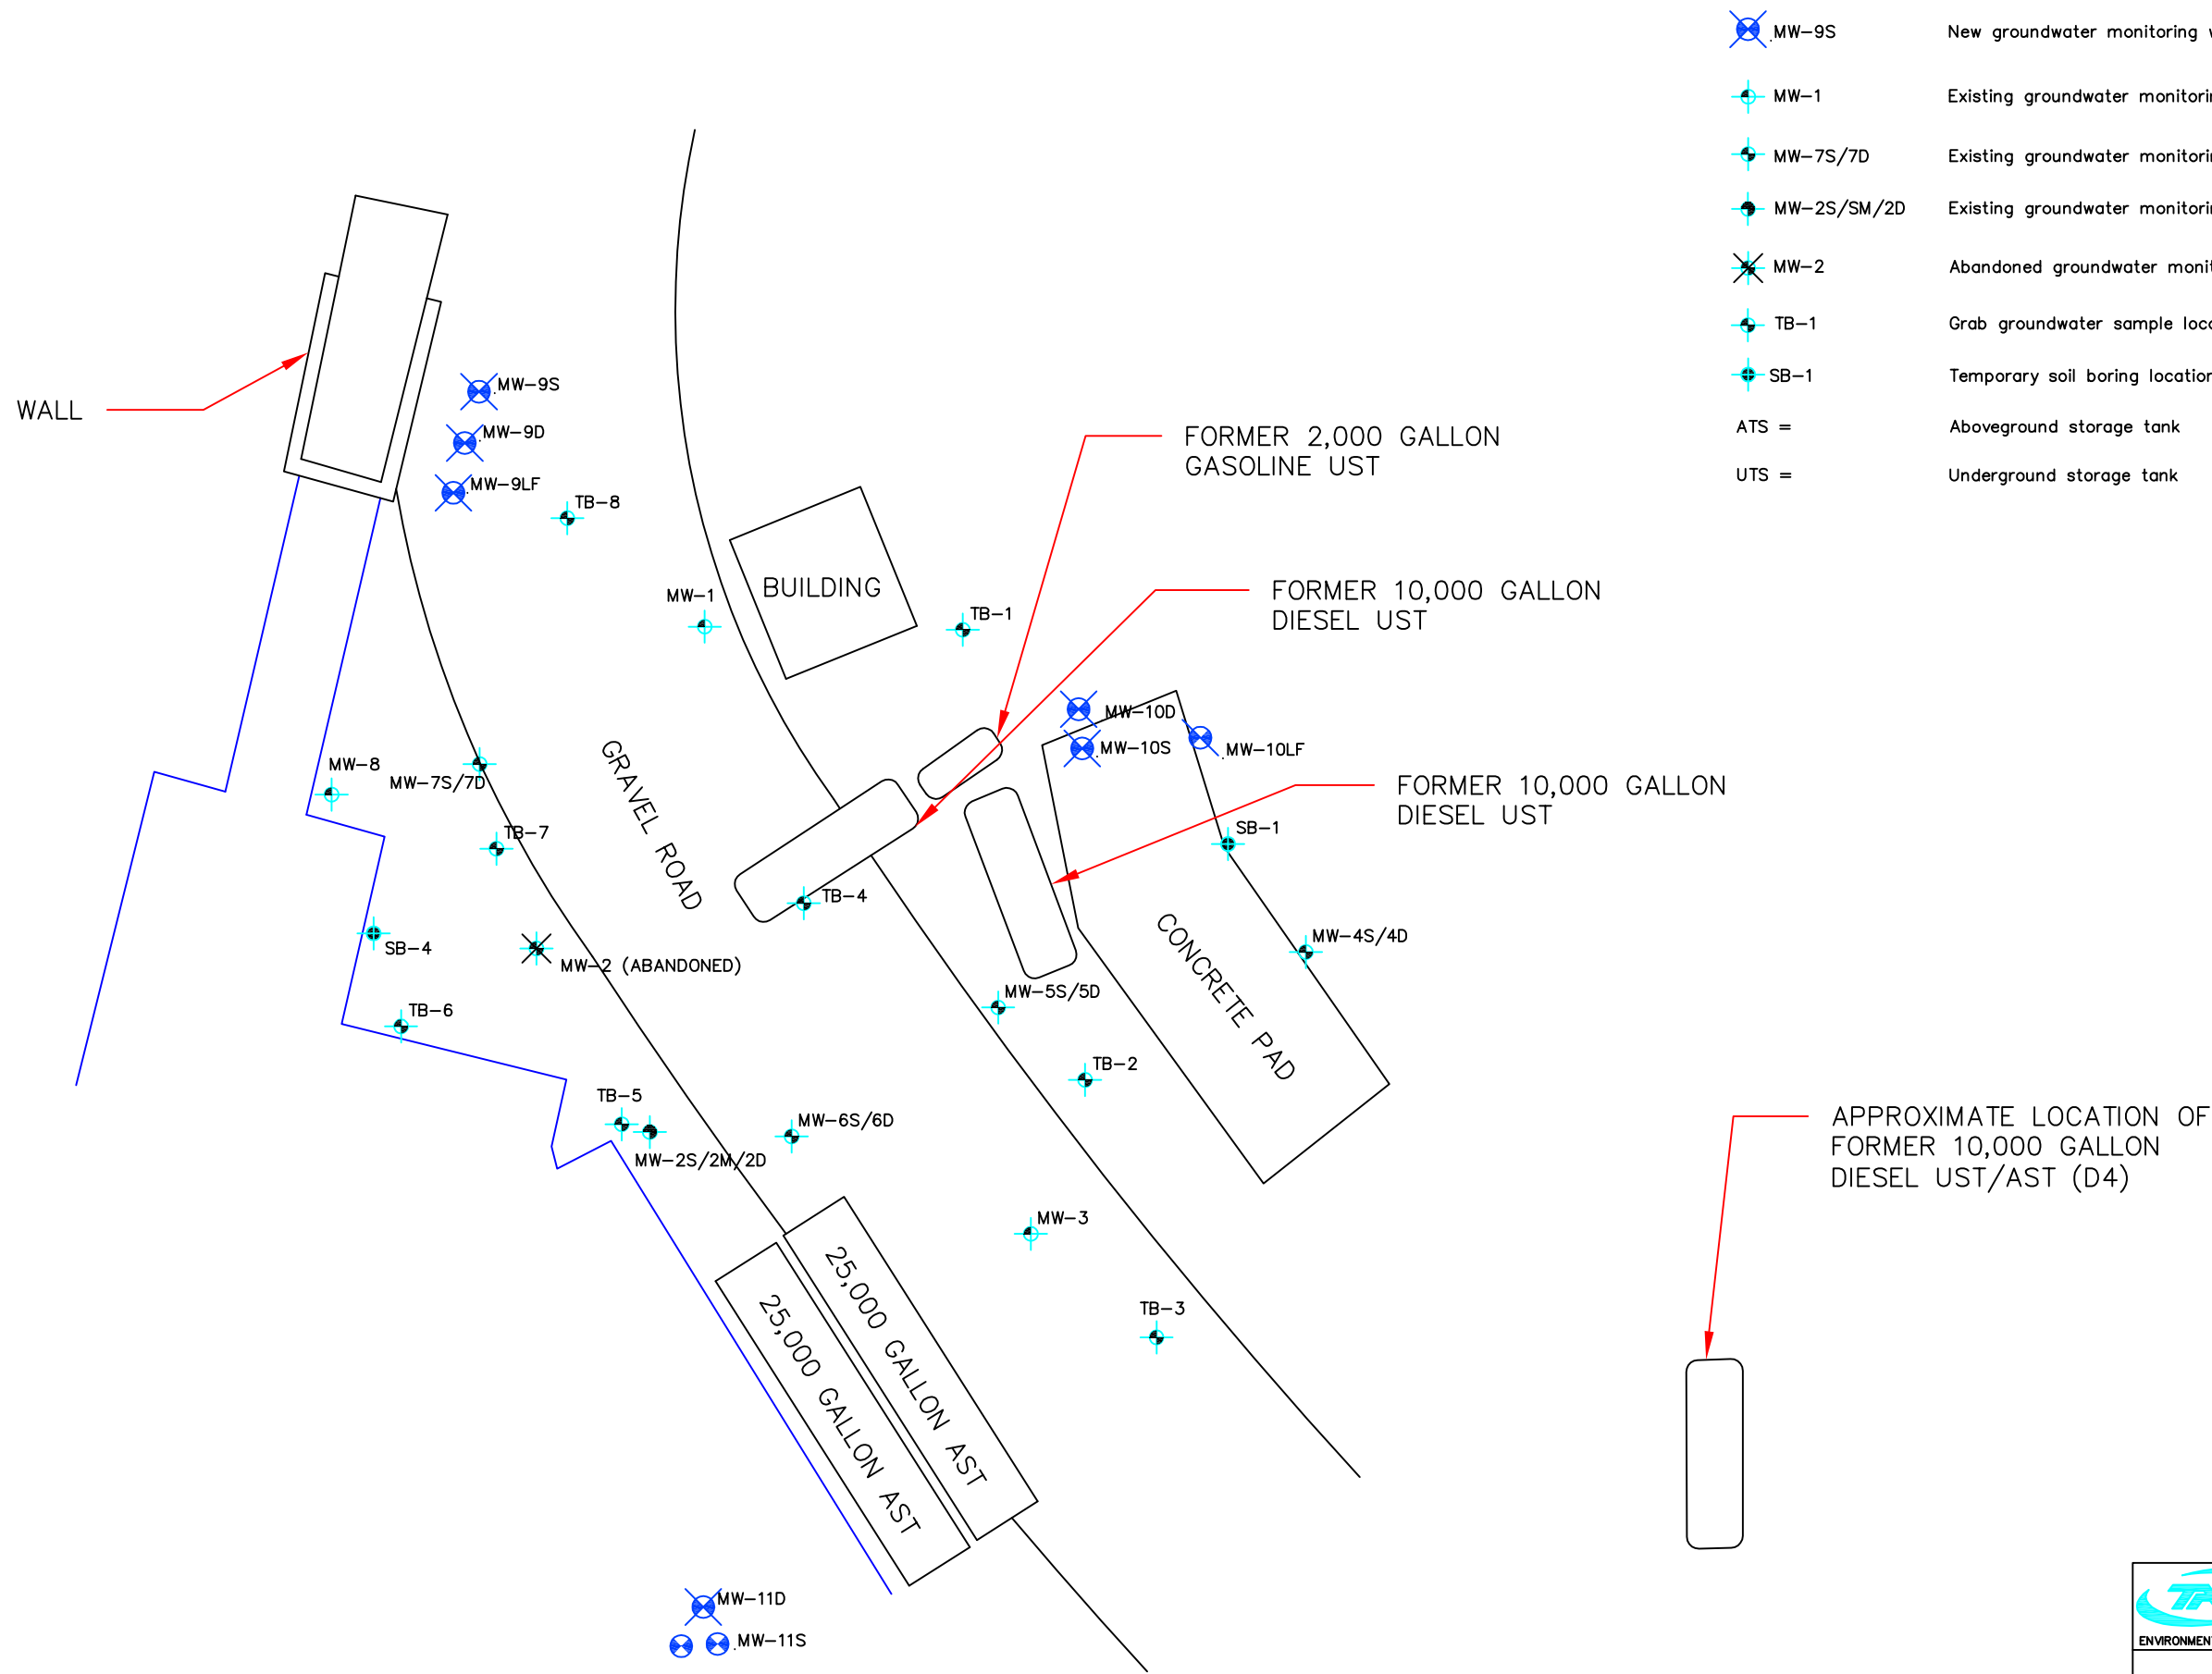 MW-9S New groundwater monitoring
MW-1 Existing groundwater
MW-7S/7D Existing groundwater
MW-2S/SM/2D Existing groundwater
MW-2 Abandoned groundwater
TB-1 Grab groundwater sample
SB-1 Temporary soil boring location
ATS = Aboveground storage tank
UTS = Underground storage tank
WALL
MW-9S
MW-9D
MW-9LF
TB-8
FORMER 2,000 GALLON
GASOLINE UST
BUILDING
MW-1
TB-1
FORMER 10,000 GALLON
DIESEL UST
MW-10D
MW-10S
MW-10LF
MW-8
MW-7S/7D
GRAVEL ROAD
FORMER 10,000 GALLON
DIESEL UST
TB-7
SB-1
TB-4
SB-4
MW-2 (ABANDONED)
CONCRETE PAD
MW-4S/4D
MW-5S/5D
TB-6
TB-2
TB-5
MW-6S/6D
MW-2S/2M/2D
APPROXIMATE LOCATION OF
FORMER 10,000 GALLON
DIESEL UST/AST (D4)
MW-3
25,000 GALLON AST
25,000 GALLON AST
TB-3
MW-11D
MW-11S